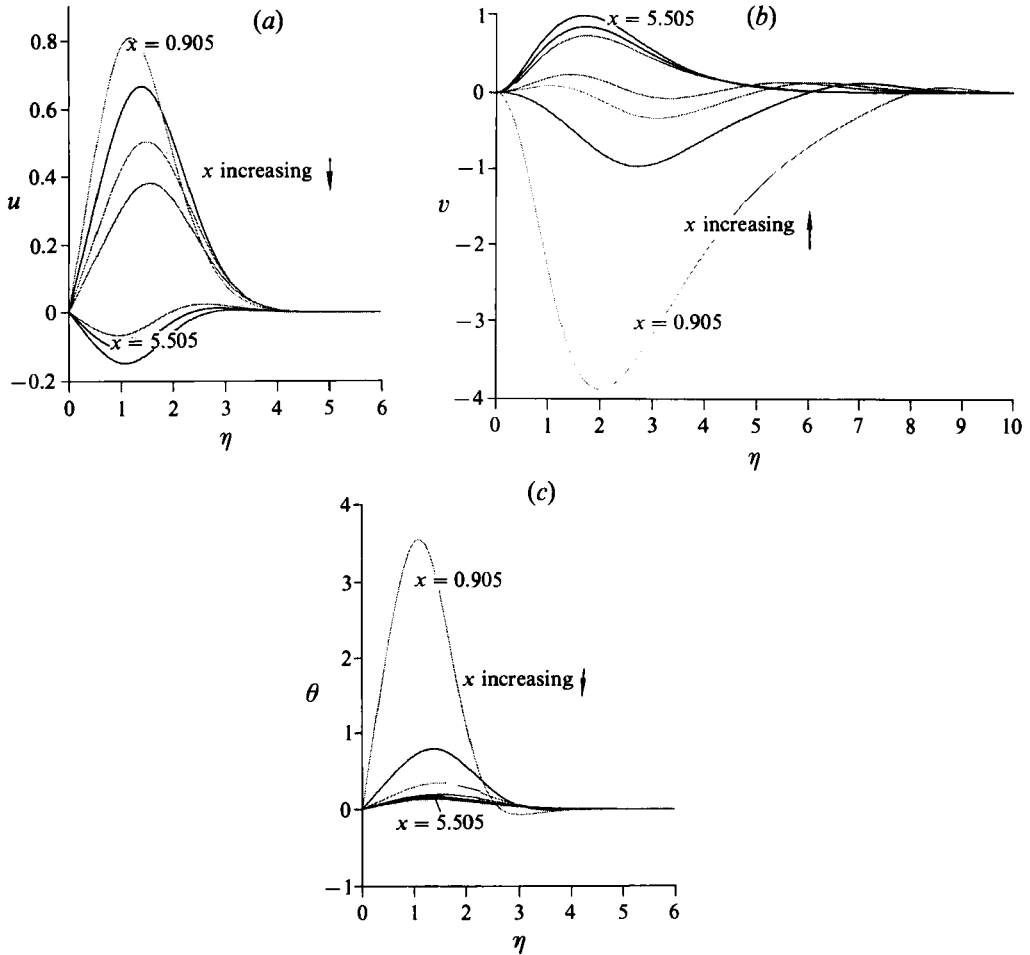 (a)
0.8
0.6
0.4
0.2
0
−0.2
u
x = 0.905
x increasing
x = 5.505
0 1 2 3 4 5 6
η
(b)
1
0
−1
−2
−3
−4
v
x = 5.505
x increasing
x = 0.905
0 1 2 3 4 5 6 7 8 9 10
η
(c)
4
3
2
1
0
−1
θ
x = 0.905
x increasing
x = 5.505
0 1 2 3 4 5 6
η